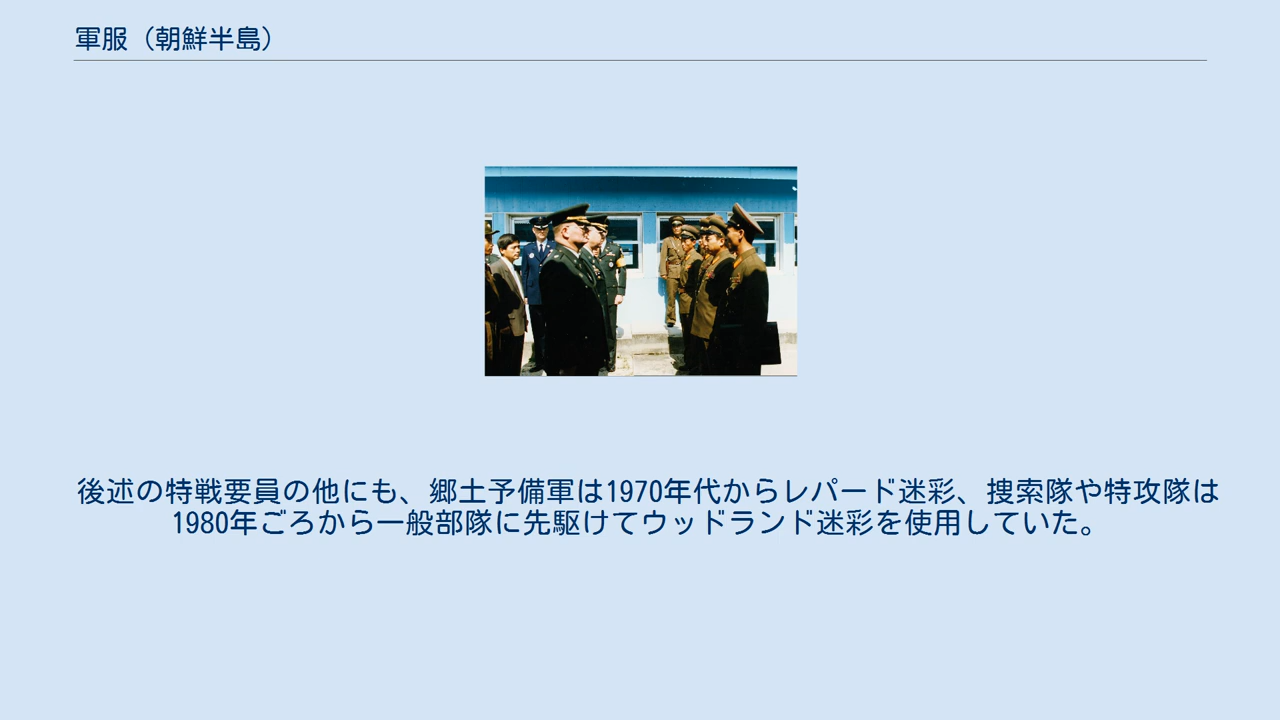 軍服（朝鮮半島）
後述の特戦要員の他にも、郷土予備軍は1970年代からレパード迷彩、捜索隊や特攻隊は
1980年ごろから一般部隊に先駆けてウッドランド迷彩を使用していた。